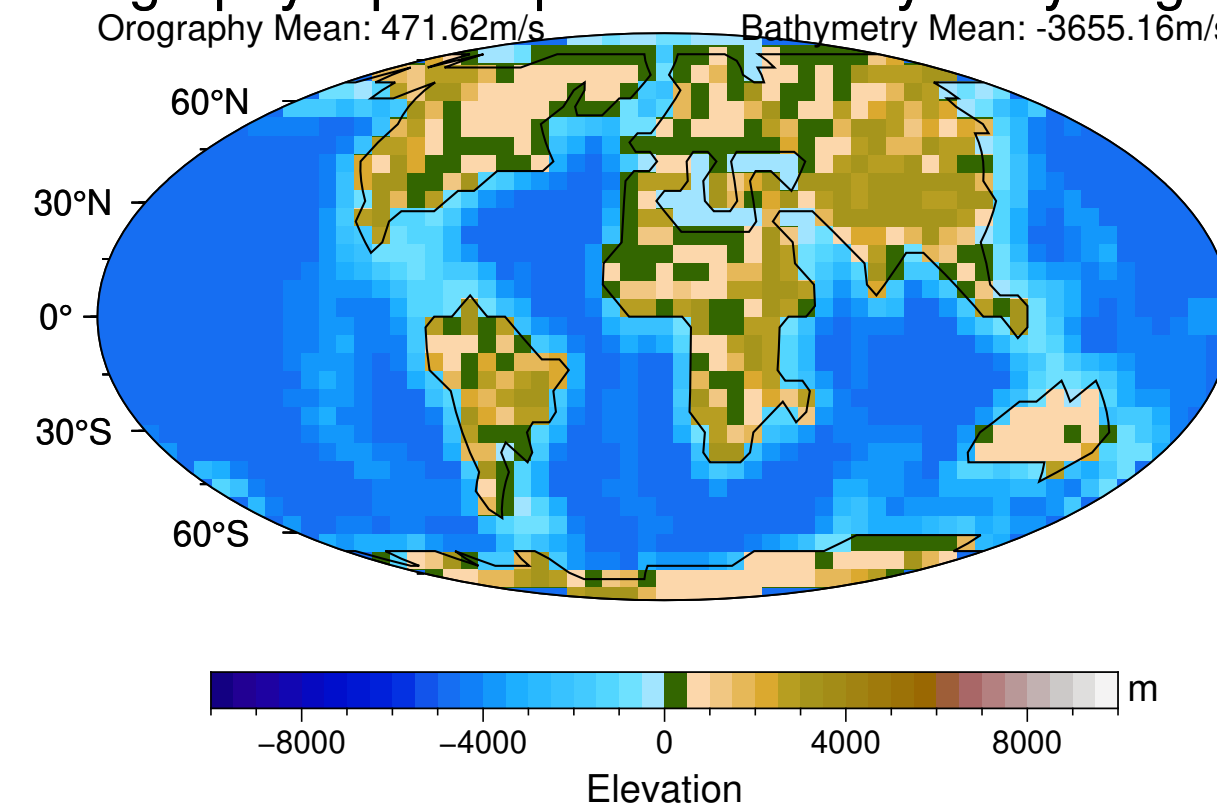 Orography Mean: 471.62m/s
Bathymetry Mean: -3655.16m/s
60°N
30°N
0°
30°S
60°S
m
−8000
−4000
0
4000
8000
Elevation